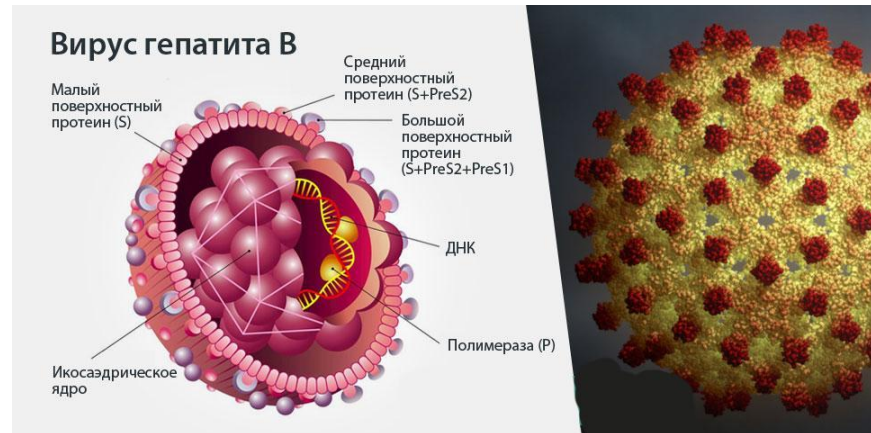 Вирус гепатита В
Средний
поверхностный
протеин (S+PreS2)
Малый
поверхностный
протеин (S)
Большой
поверхностный
протеин
(S+PreS2+PreS1)
ДНК
Полимераза (P)
Икосаэдрическое
ядро